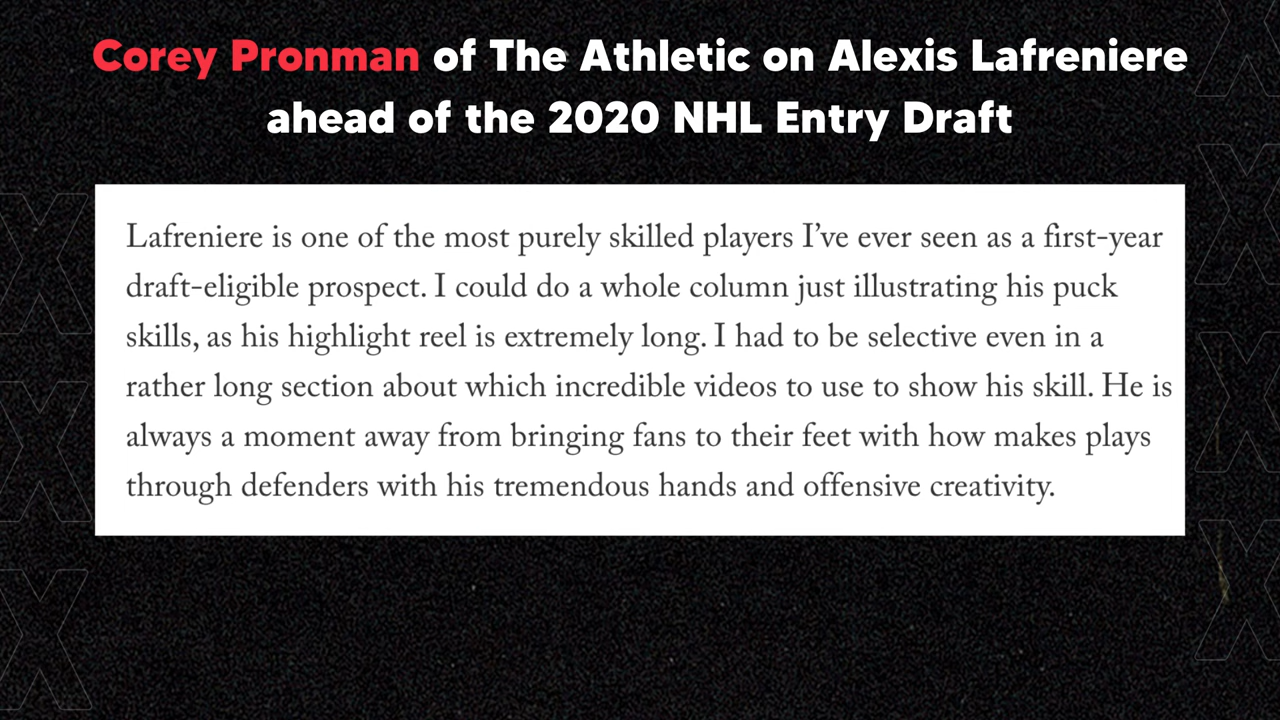 Corey Pronman of The Athletic on Alexis Lafreniere
ahead of the 2020 NHL Entry Draft
Lafreniere is one of the most purely skilled players I’ve ever seen as a first-year
draft-eligible prospect. I could do a whole column just illustrating his puck
skills, as his highlight reel is extremely long. I had to be selective even in a
rather long section about which incredible videos to use to show his skill. He is
always a moment away from bringing fans to their feet with how makes plays
through defenders with his tremendous hands and offensive creativity.